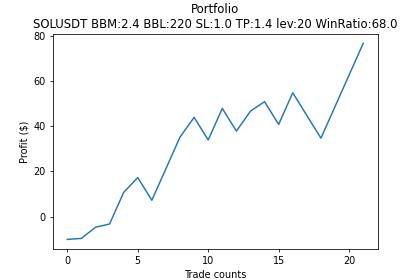 Portfolio
SOLUSDT BBM:2.4 BBL:220 SL:1.0 TP:1.4 lev:20 WinRatio:68.0
80
60
40
20
0
Profit ($)
0 5 10 15 20
Trade counts